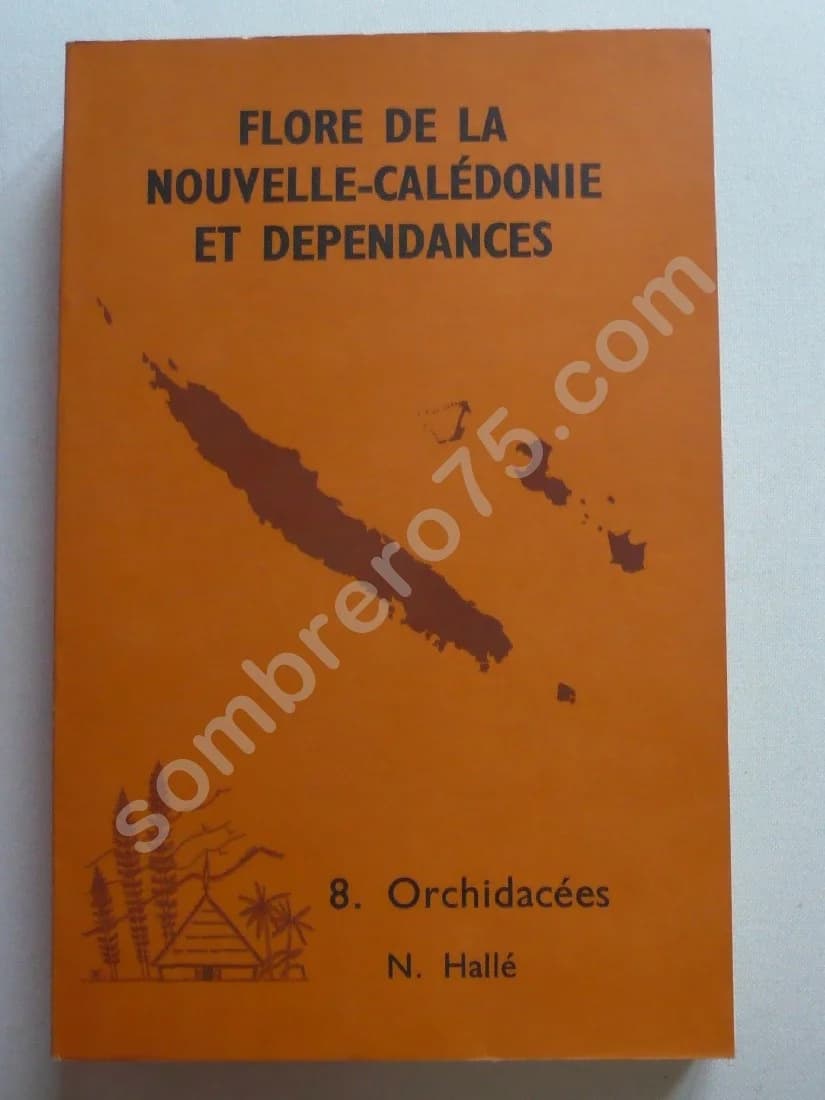 FLORE DE LA
NOUVELLE-CALÉDONIE
ET DEPENDANCES
sombrero75.com
8. Orchidacées
N. Hallé